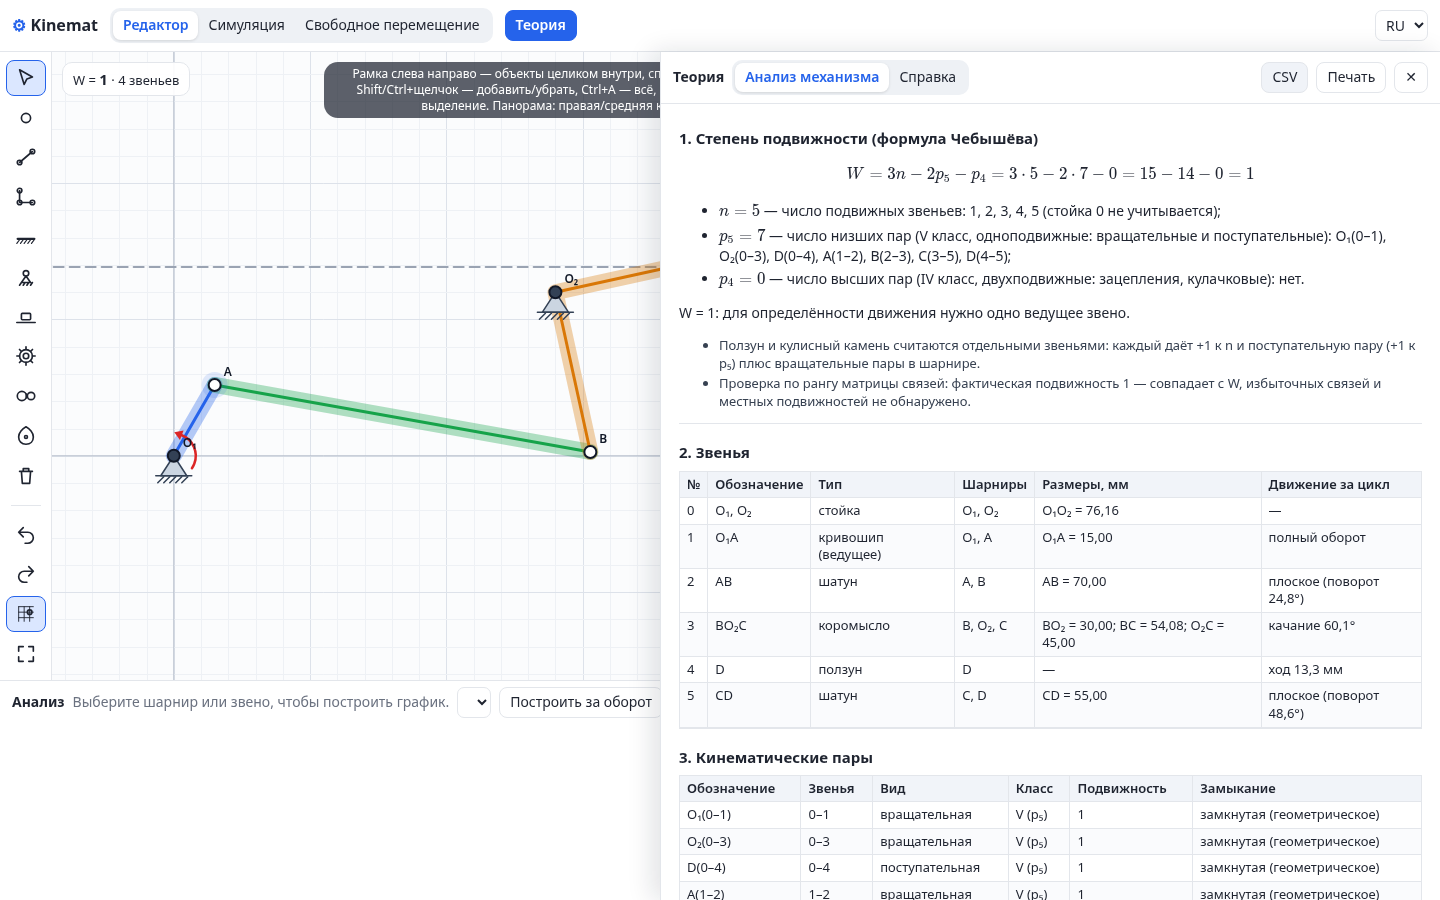 Kinemat
Редактор
Симуляция
Свободное перемещение
Теория
RU
W = 1 · 4 звеньев
Рамка слева направо — объекты целиком внутри, сп
Shift/Ctrl+щелчок — добавить/убрать, Ctrl+A — всё,
выделение. Панорама: правая/средняя к
O₂
A
O₁
B
Анализ Выберите шарнир или звено, чтобы построить график.
Построить за оборот
Теория
Анализ механизма
Справка
CSV
Печать
✕
1. Степень подвижности (формула Чебышёва)
W = 3n − 2p₅ − p₄ = 3 · 5 − 2 · 7 − 0 = 15 − 14 − 0 = 1
• n = 5 — число подвижных звеньев: 1, 2, 3, 4, 5 (стойка 0 не учитывается);
• p₅ = 7 — число низших пар (V класс, одноподвижные: вращательные и поступательные): O₁(0–1),
O₂(0–3), D(0–4), A(1–2), B(2–3), C(3–5), D(4–5);
• p₄ = 0 — число высших пар (IV класс, двухподвижные: зацепления, кулачковые): нет.
W = 1: для определённости движения нужно одно ведущее звено.
• Ползун и кулисный камень считаются отдельными звеньями: каждый даёт +1 к n и поступательную пару (+1 к
p₅) плюс вращательные пары в шарнире.
• Проверка по рангу матрицы связей: фактическая подвижность 1 — совпадает с W, избыточных связей и
местных подвижностей не обнаружено.
2. Звенья
№ Обозначение Тип Шарниры Размеры, мм Движение за цикл
0 O₁, O₂ стойка O₁, O₂ O₁O₂ = 76,16 —
1 O₁A кривошип (ведущее) O₁, A O₁A = 15,00 полный оборот
2 AB шатун A, B AB = 70,00 плоское (поворот 24,8°)
3 BO₂C коромысло B, O₂, C BO₂ = 30,00; BC = 54,08; O₂C = 45,00 качание 60,1°
4 D ползун D — ход 13,3 мм
5 CD шатун C, D CD = 55,00 плоское (поворот 48,6°)
3. Кинематические пары
Обозначение Звенья Вид Класс Подвижность Замыкание
O₁(0–1) 0–1 вращательная V (p₅) 1 замкнутая (геометрическое)
O₂(0–3) 0–3 вращательная V (p₅) 1 замкнутая (геометрическое)
D(0–4) 0–4 поступательная V (p₅) 1 замкнутая (геометрическое)
A(1–2) 1–2 вращательная V (p₅) 1 замкнутая (геометрическое)